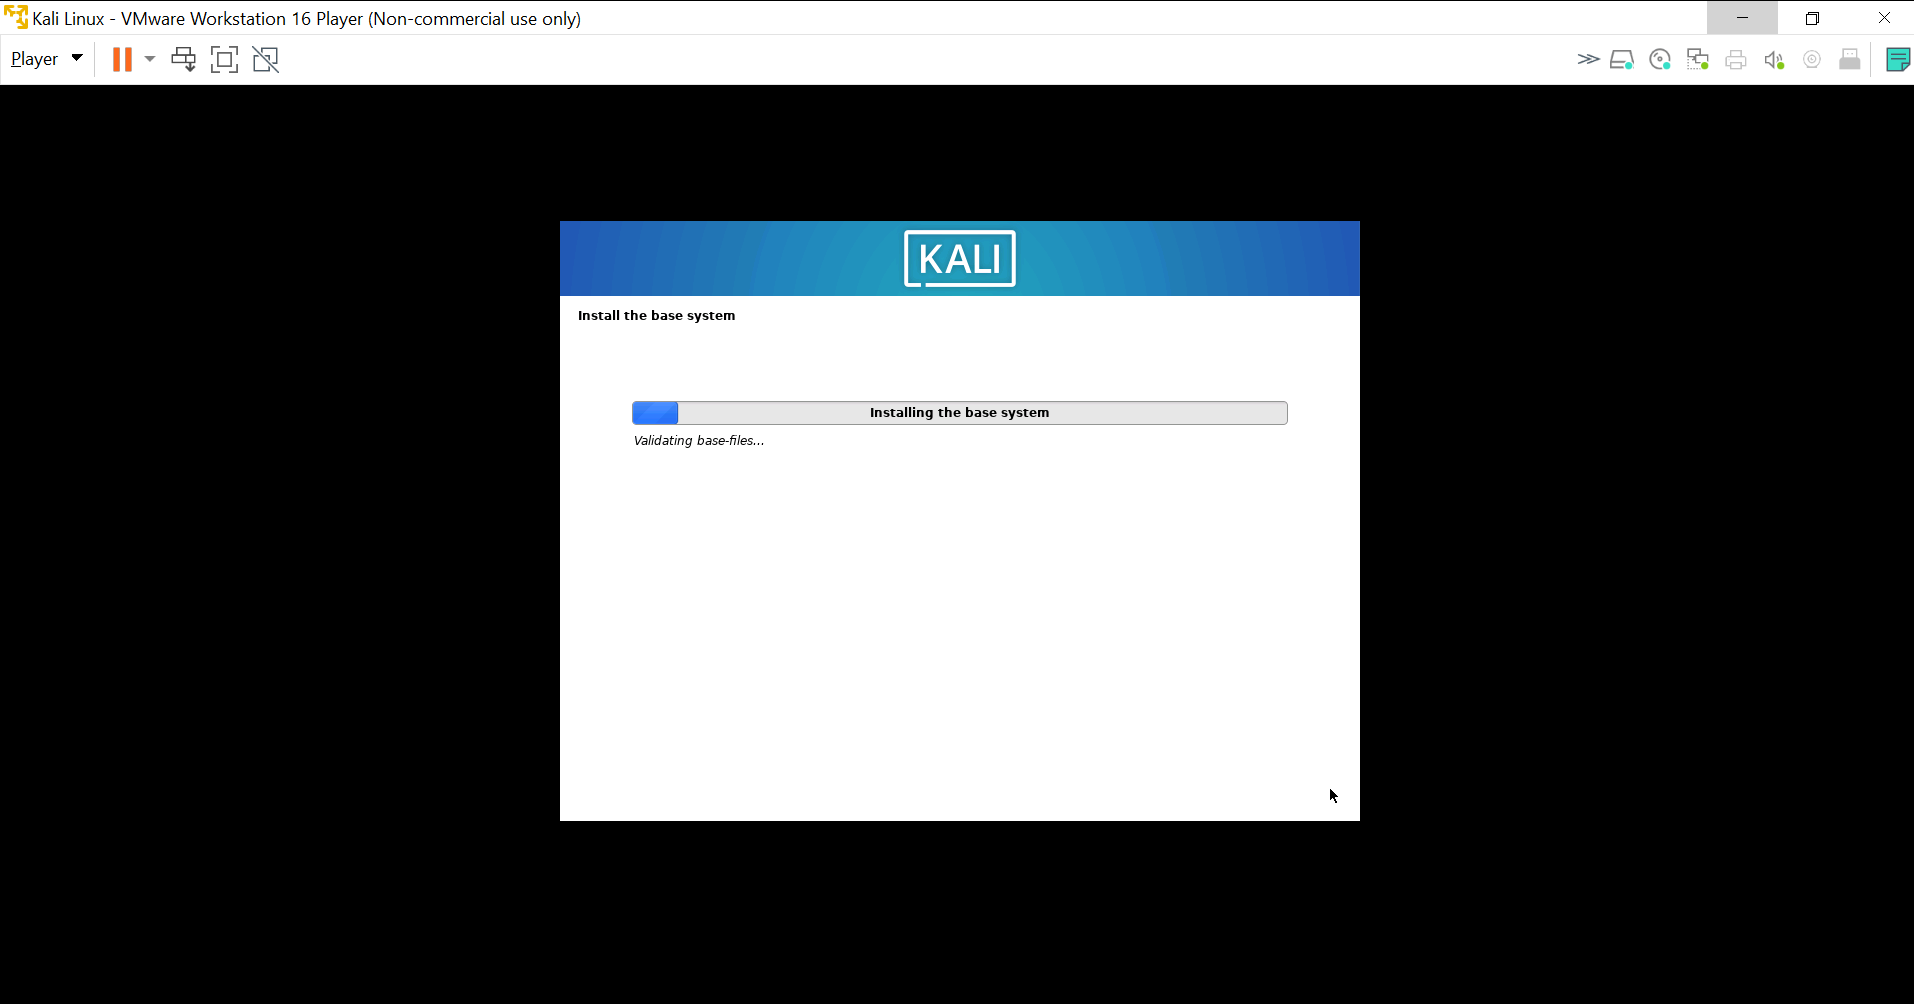 Kali Linux - VMware Workstation 16 Player (Non-commercial use only)
Player
KALI
Install the base system
Installing the base system
Validating base-files...